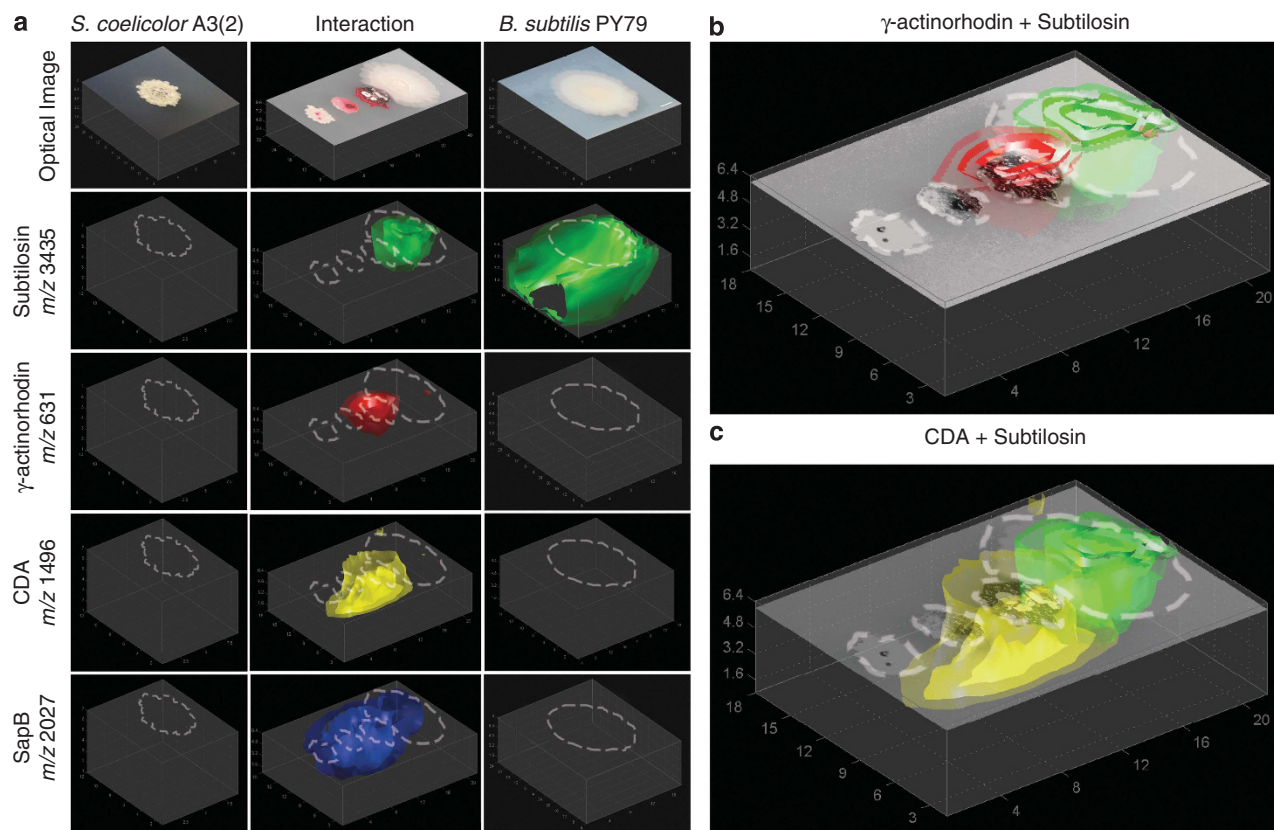 a
S. coelicolor A3(2)
Interaction
B. subtilis PY79
Optical Image
Subtilosin
m/z 3435
γ-actinorhodin
m/z 631
CDA
m/z 1496
SapB
m/z 2027
b
γ-actinorhodin + Subtilosin
6.4
4.8
3.2
1.6
18
15
12
9
6
3
4
8
12
16
20
c
CDA + Subtilosin
6.4
4.8
3.2
1.6
18
15
12
9
6
3
4
8
12
16
20